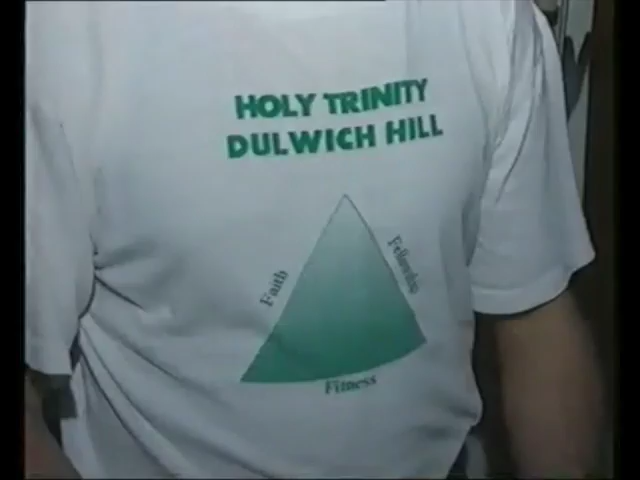 HOLY TRINITY
DULWICH HILL
Faith
Fellowship
Fitness